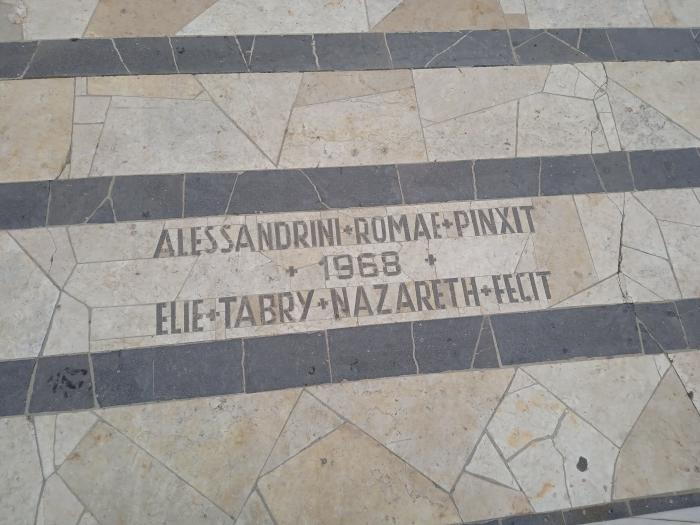 ALESSANDRINI+ROMAE+PINXIT
+ 1968 +
ELIE+TABRY+NAZARETH+FECIT